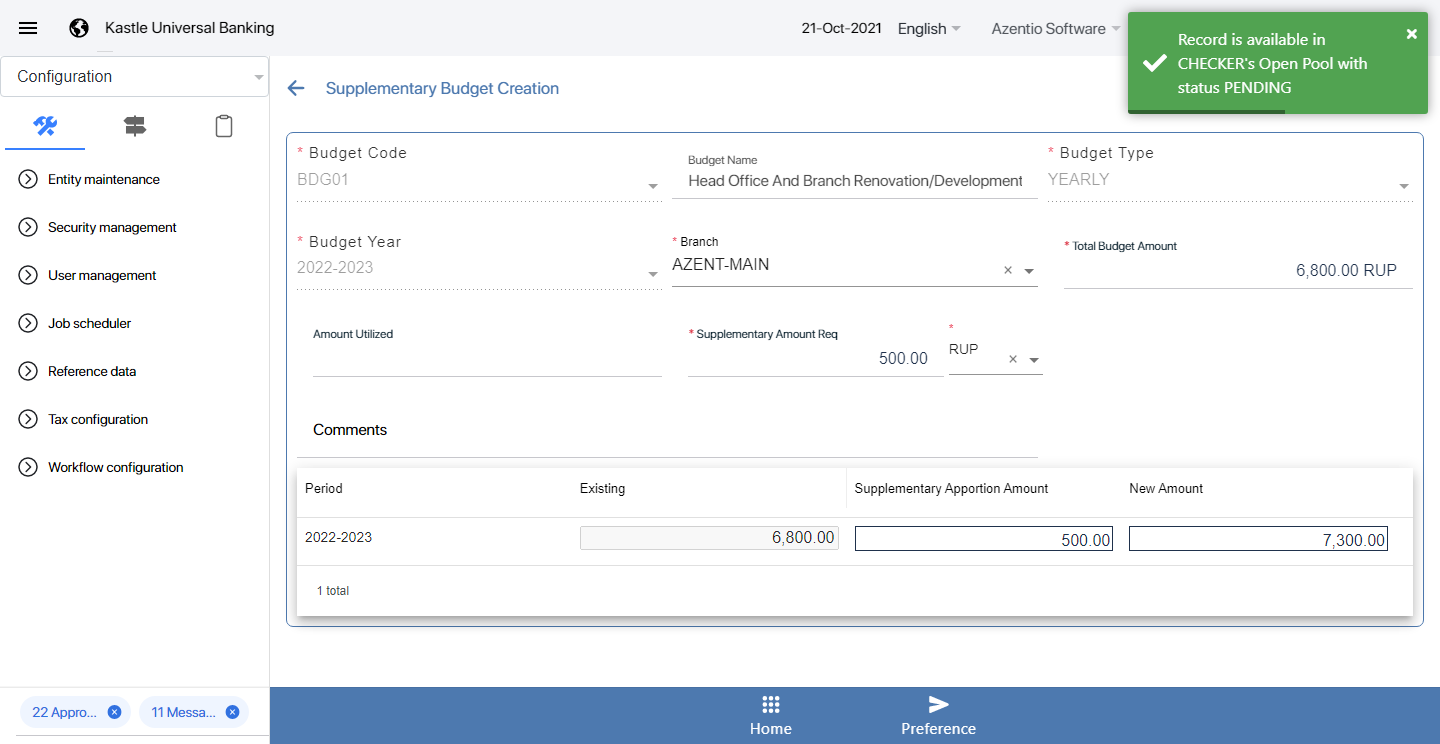 Kastle Universal Banking
21-Oct-2021
English
Azentio Software
Record is available in
CHECKER's Open Pool with
status PENDING
Configuration
Supplementary Budget Creation
Entity maintenance
Security management
User management
Job scheduler
Reference data
Tax configuration
Workflow configuration
* Budget Code
BDG01
Budget Name
Head Office And Branch Renovation/Development
* Budget Type
YEARLY
* Budget Year
2022-2023
* Branch
AZENT-MAIN
* Total Budget Amount
6,800.00 RUP
Amount Utilized
* Supplementary Amount Req
500.00
*
RUP
Comments
Period Existing Supplementary Apportion Amount New Amount
2022-2023 6,800.00 500.00 7,300.00
1 total
22 Appro...
11 Messa...
Home
Preference